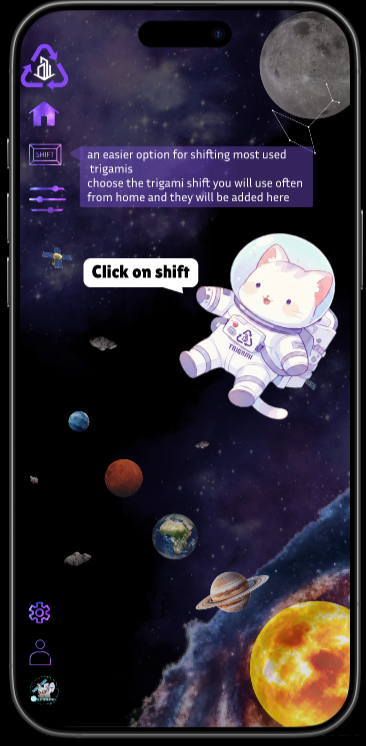 SHIFT
an easier option for shifting most used
trigamis
choose the trigami shift you will use often
from home and they will be added here
Click on shift
TRIGAMI